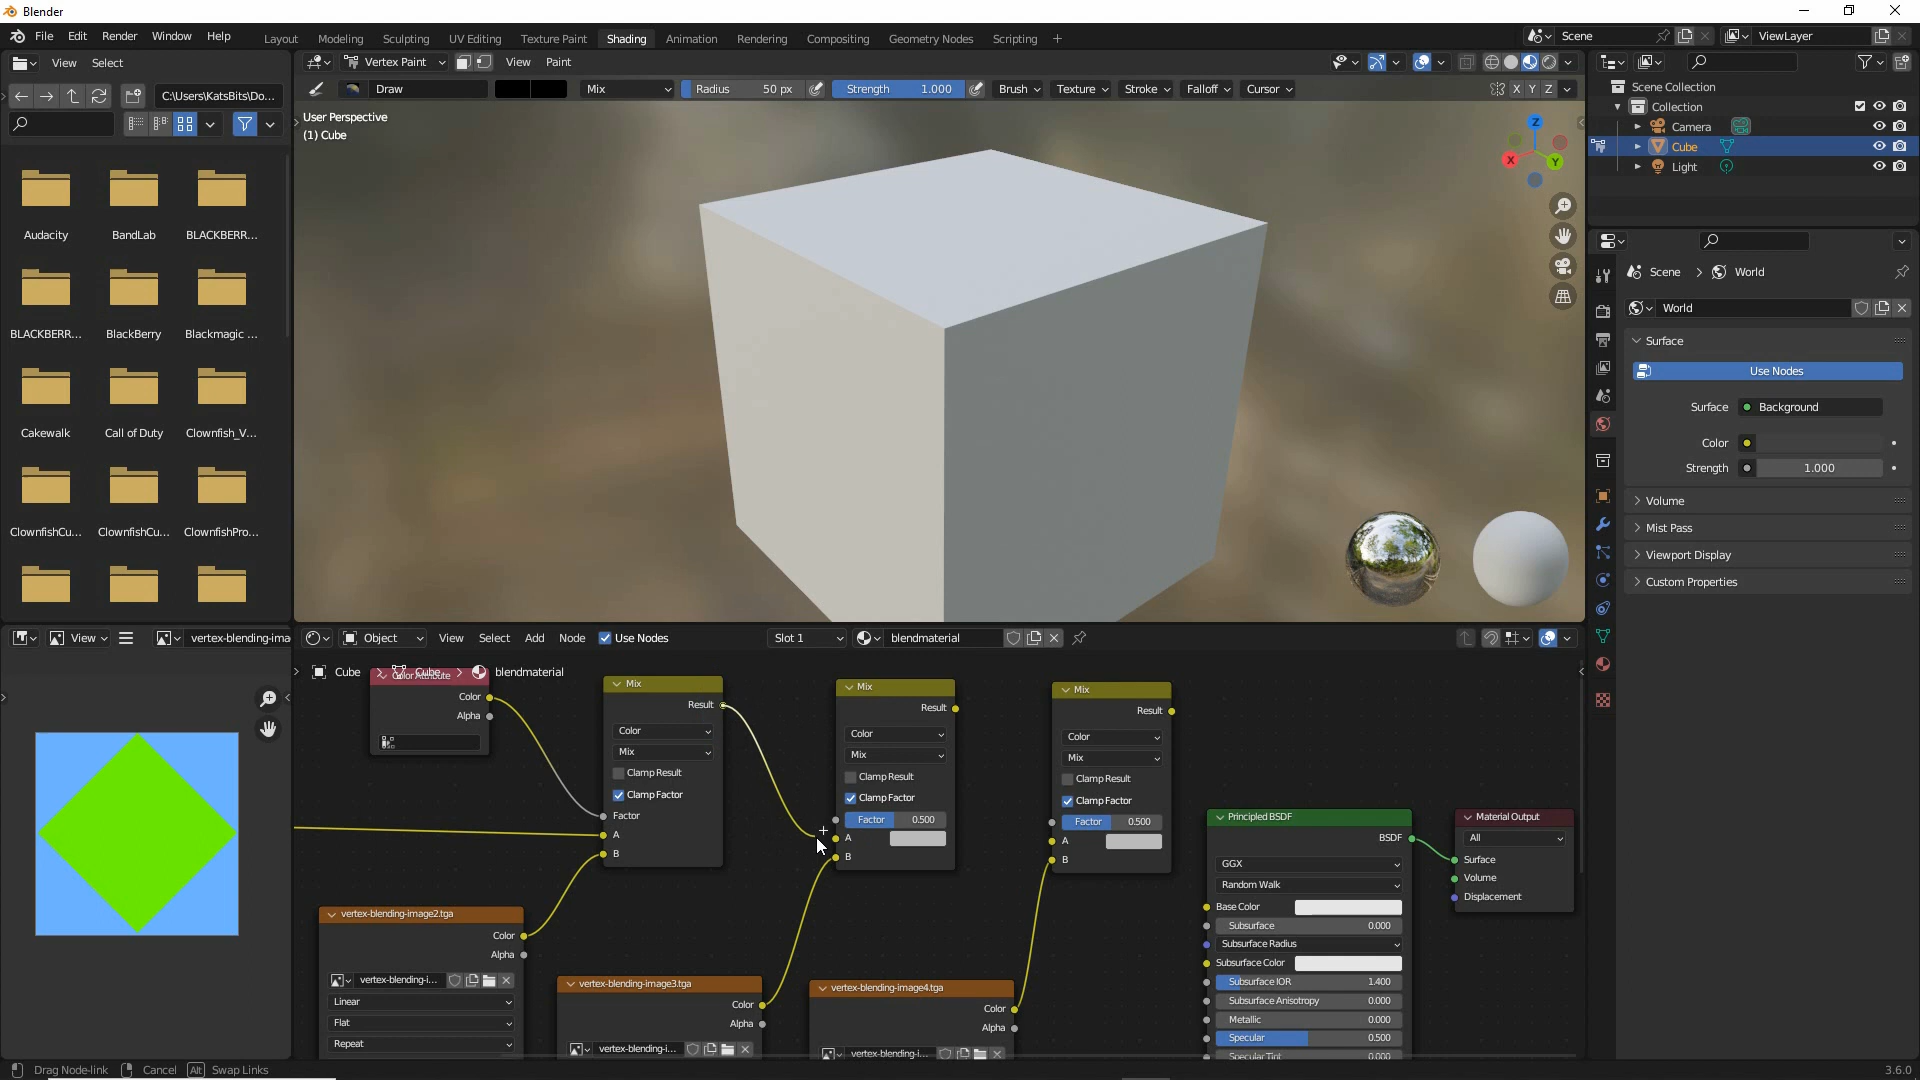 Blender
File Edit Render Window Help
Layout Modeling Sculpting UV Editing Texture Paint Shading Animation Rendering Compositing Geometry Nodes Scripting +
Scene
ViewLayer
View Select
Vertex Paint View Paint
C:\Users\KatsBits\Do...
Draw
Mix
Radius 50 px
Strength 1.000
Brush Texture Stroke Falloff Cursor
X Y Z
User Perspective
(1) Cube
Z
X
Y
Audacity BandLab BLACKBERR...
BLACKBERR... BlackBerry Blackmagic ...
Cakewalk Call of Duty Clownfish_V...
ClownfishCu... ClownfishCu... ClownfishPro...
Scene Collection
Collection
Camera
Cube
Light
Scene > World
World
Surface
Use Nodes
Surface Background
Color
Strength 1.000
Volume
Mist Pass
Viewport Display
Custom Properties
View
vertex-blending-ima
Object View Select Add Node Use Nodes
Slot 1
blendmaterial
Cube > Cube > blendmaterial
Color Attribute
Color
Alpha
Mix
Result
Color
Mix
Clamp Result
Clamp Factor
Factor
A
B
Mix
Result
Color
Mix
Clamp Result
Clamp Factor
Factor 0.500
A
B
Mix
Result
Color
Mix
Clamp Result
Clamp Factor
Factor 0.500
A
B
Principled BSDF
BSDF
GGX
Random Walk
Base Color
Subsurface 0.000
Subsurface Radius
Subsurface Color
Subsurface IOR 1.400
Subsurface Anisotropy 0.000
Metallic 0.000
Specular 0.500
Specular Tint 0.000
Material Output
All
Surface
Volume
Displacement
vertex-blending-image2.tga
Color
Alpha
vertex-blending-i...
Linear
Flat
Repeat
vertex-blending-image3.tga
Color
Alpha
vertex-blending-i...
vertex-blending-image4.tga
Color
Alpha
vertex-blending-i...
Drag Node-link Cancel Alt Swap Links
3.6.0